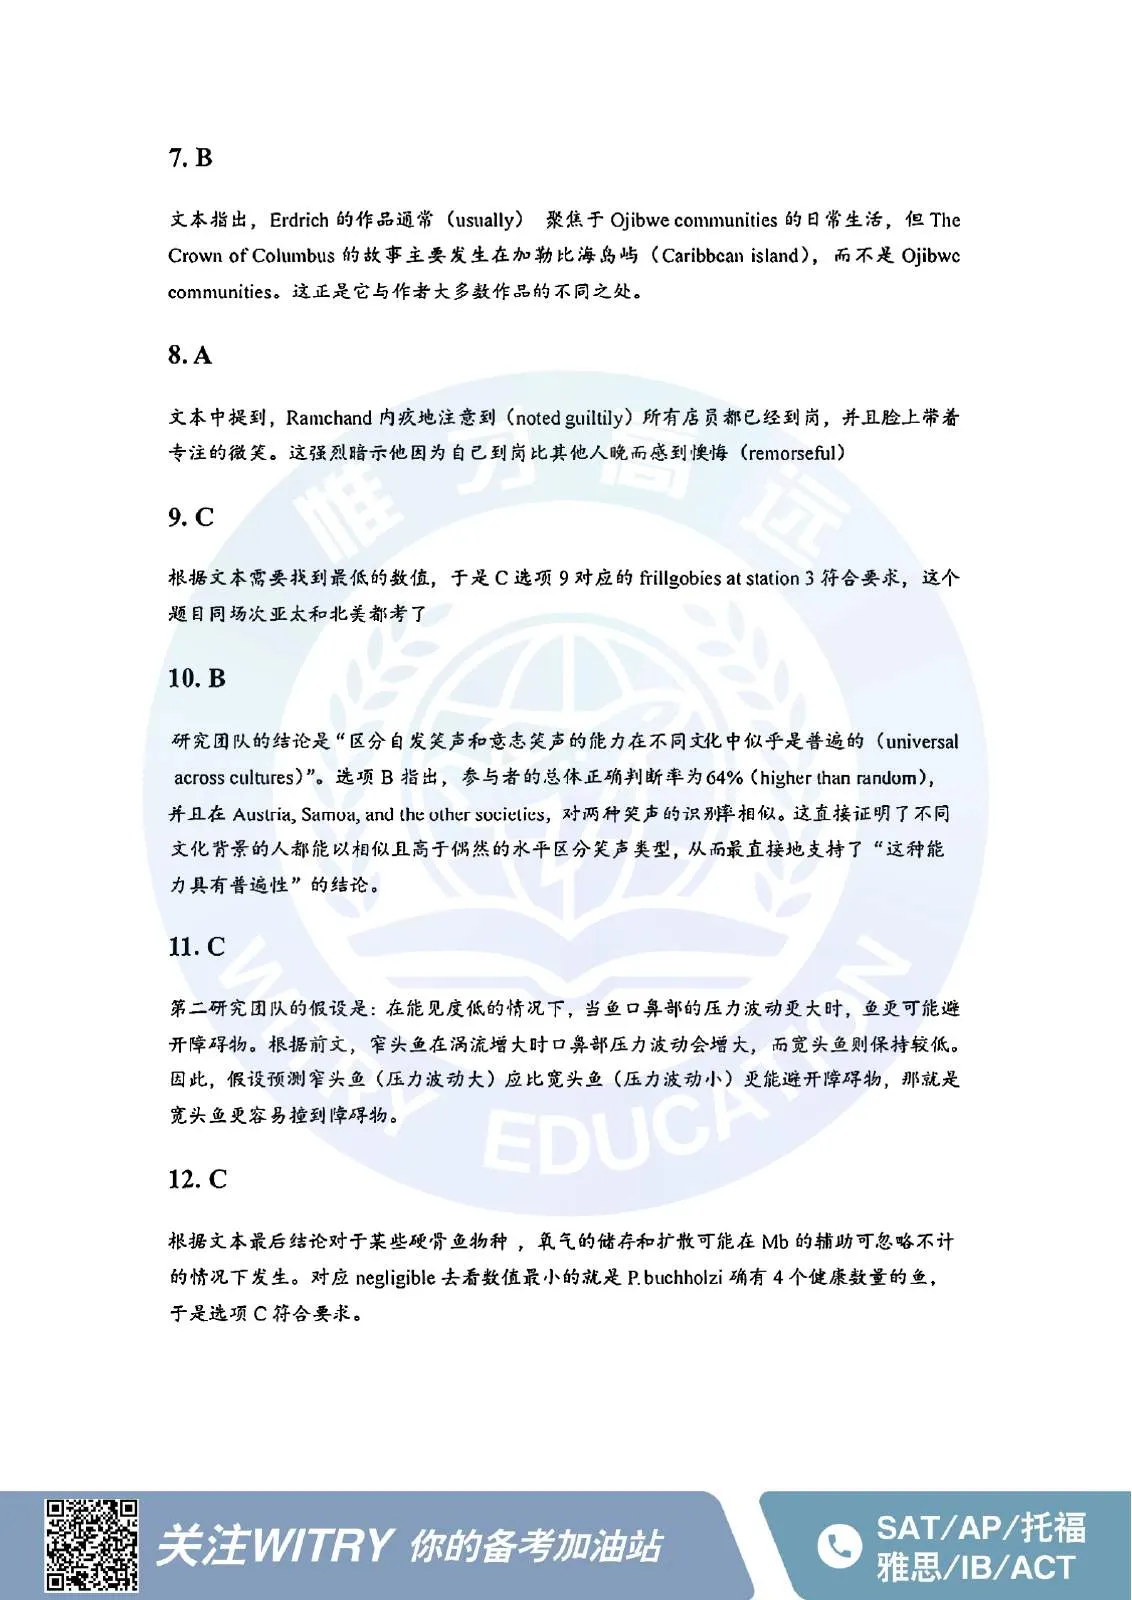 7. B
文本指出，Erdrich 的作品通常（usually） 聚焦于 Ojibwe communities 的日常生活，但 The
Crown of Columbus 的故事主要发生在加勒比海岛屿（Caribbean island），而不是 Ojibwe
communities。这正是它与作者大多数作品的不同之处。
8. A
文本中提到，Ramchand 内疚地注意到（noted guiltily）所有店员都已经到岗，并且脸上带着
专注的微笑。这强烈暗示他因为自己到岗比其他人晚而感到懊悔（remorseful）
9. C
根据文本需要找到最低的数值，于是 C 选项 9 对应的 frillgobies at station 3 符合要求，这个
题目同场次亚太和北美都考了
10. B
研究团队的结论是“区分自发笑声和意志笑声的能力在不同文化中似乎是普遍的（universal
across cultures）”。选项 B 指出，参与者的总体正确判断率为 64%（higher than random），
并且在 Austria, Samoa, and the other societies，对两种笑声的识别率相似。这直接证明了不同
文化背景的人都能以相似且高于偶然的水平区分笑声类型，从而最直接地支持了“这种能
力具有普遍性”的结论。
11. C
第二研究团队的假设是：在能见度低的情况下，当鱼口鼻部的压力波动更大时，鱼更可能避
开障碍物。根据前文，窄头鱼在涡流增大时口鼻部压力波动会增大，而宽头鱼则保持较低。
因此，假设预测窄头鱼（压力波动大）应比宽头鱼（压力波动小）更能避开障碍物，那就是
宽头鱼更容易撞到障碍物。
12. C
根据文本最后结论对于某些硬骨鱼物种 ，氧气的储存和扩散可能在 Mb 的辅助可忽略不计
的情况下发生。对应 negligible 去看数值最小的就是 P. buchholzi 确有 4 个健康数量的鱼，
于是选项 C 符合要求。
惟才高远
WITRY EDUCATION
关注WITRY 你的备考加油站
SAT/AP/托福
雅思/IB/ACT